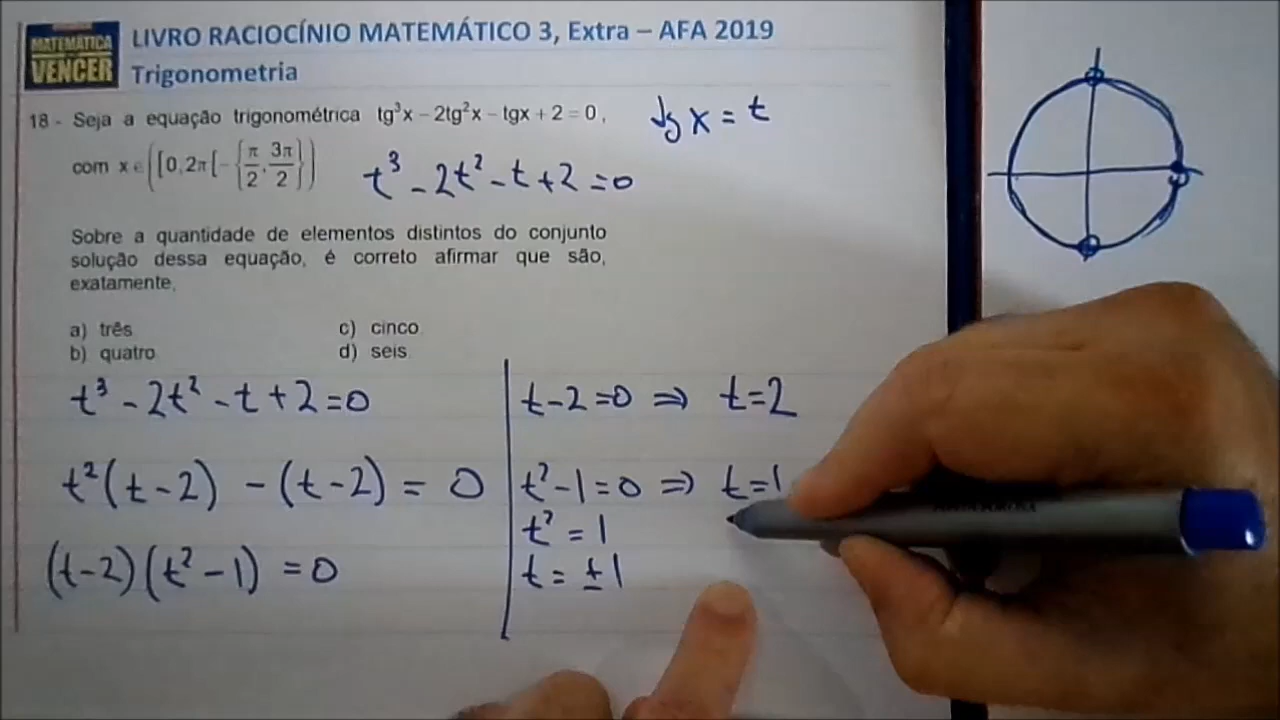 MATEMÁTICA
VENCER
LIVRO RACIOCÍNIO MATEMÁTICO 3, Extra – AFA 2019
Trigonometria
18 - Seja a equação trigonométrica tg³x – 2tg²x – tgx + 2 = 0,
com x ∈ ([0, 2π[ – {π/2, 3π/2})
tg x = t
t³ - 2t² - t + 2 = 0
Sobre a quantidade de elementos distintos do conjunto
solução dessa equação, é correto afirmar que são,
exatamente,
a) três
b) quatro
c) cinco
d) seis
t³ - 2t² - t + 2 = 0
t²(t - 2) - (t - 2) = 0
(t - 2)(t² - 1) = 0
t - 2 = 0 ⇒ t = 2
t² - 1 = 0 ⇒ t = 1
t² = 1
t = ±1